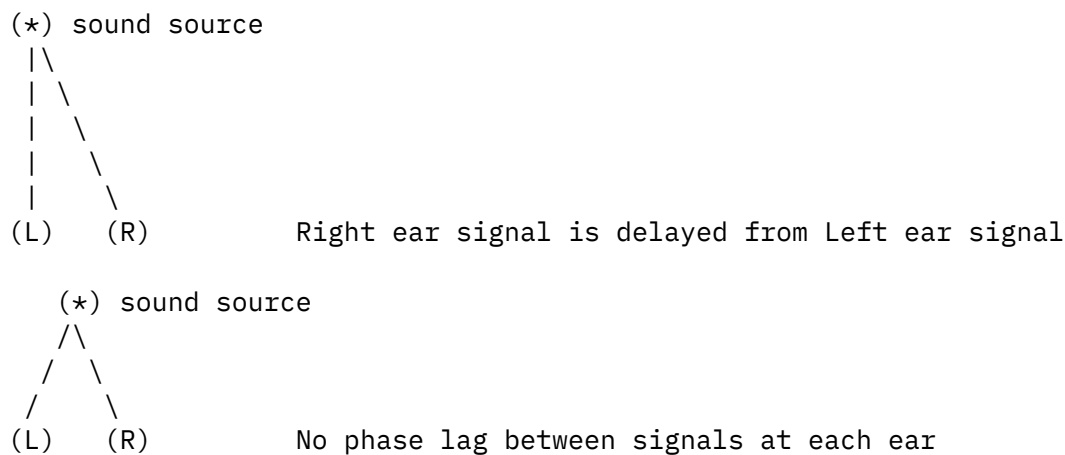 (*) sound source
(L) (R) Right ear signal is delayed from Left ear signal
(*) sound source
(L) (R) No phase lag between signals at each ear